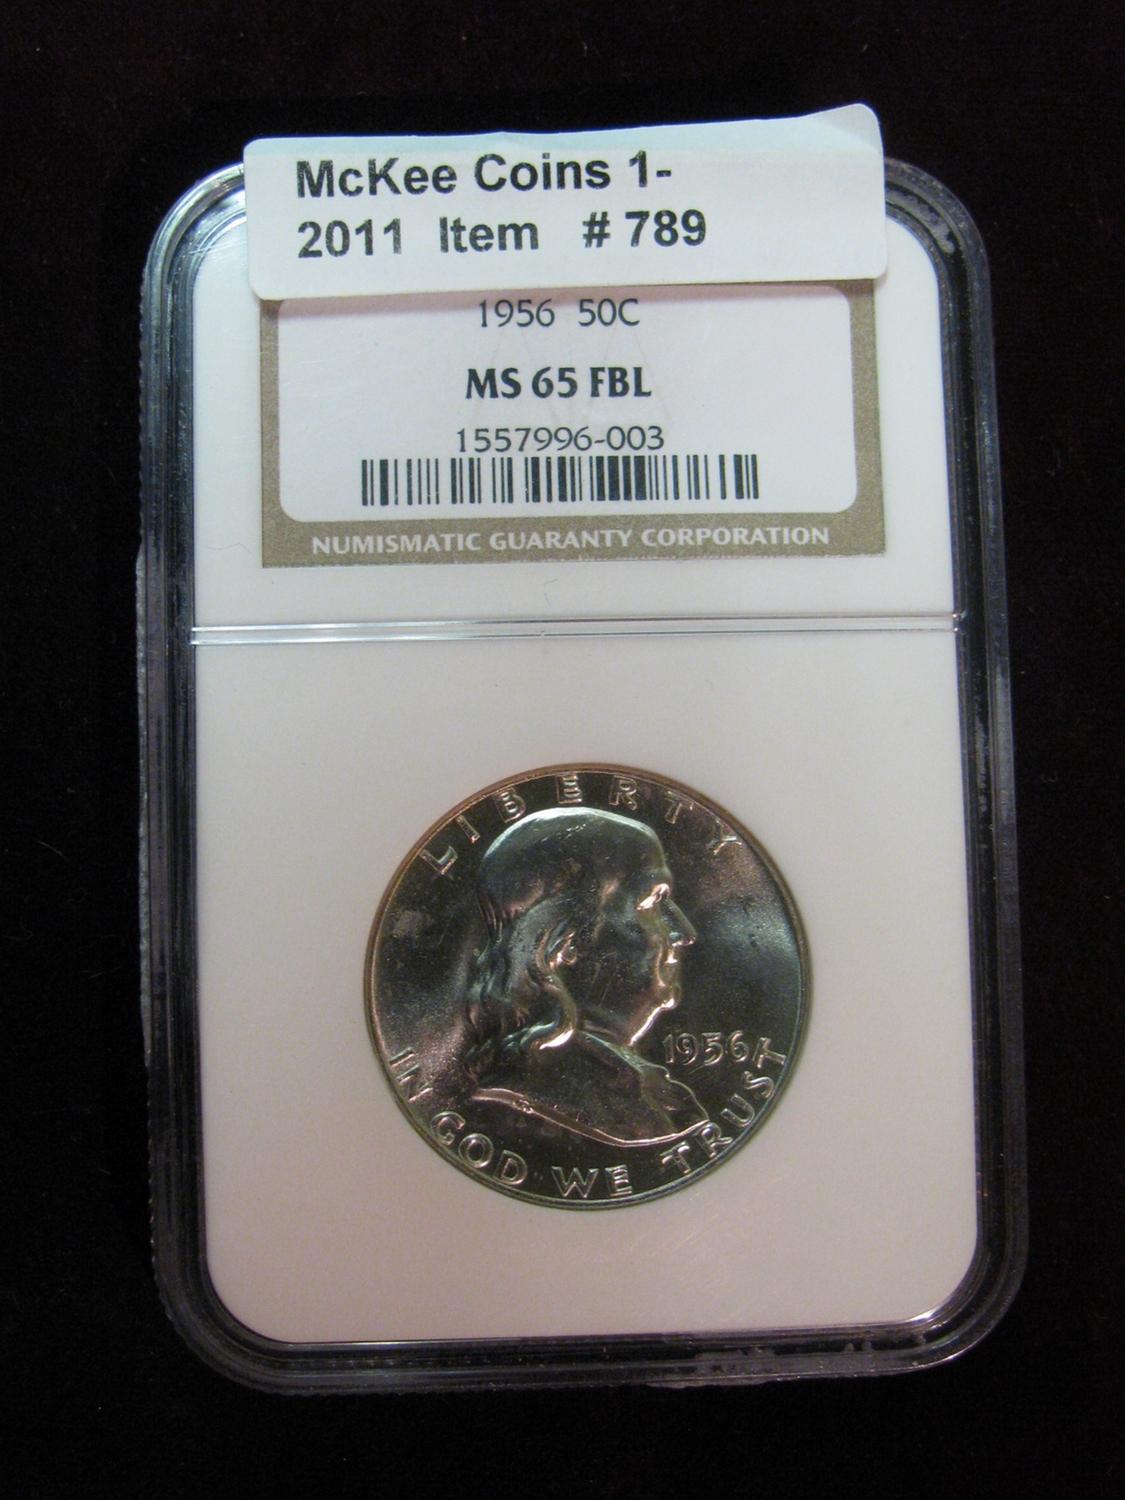 McKee Coins 1-
2011 Item # 789
1956 50C
MS 65 FBL
1557996-003
NUMISMATIC GUARANTY CORPORATION
LIBERTY
1956
IN GOD WE TRUST